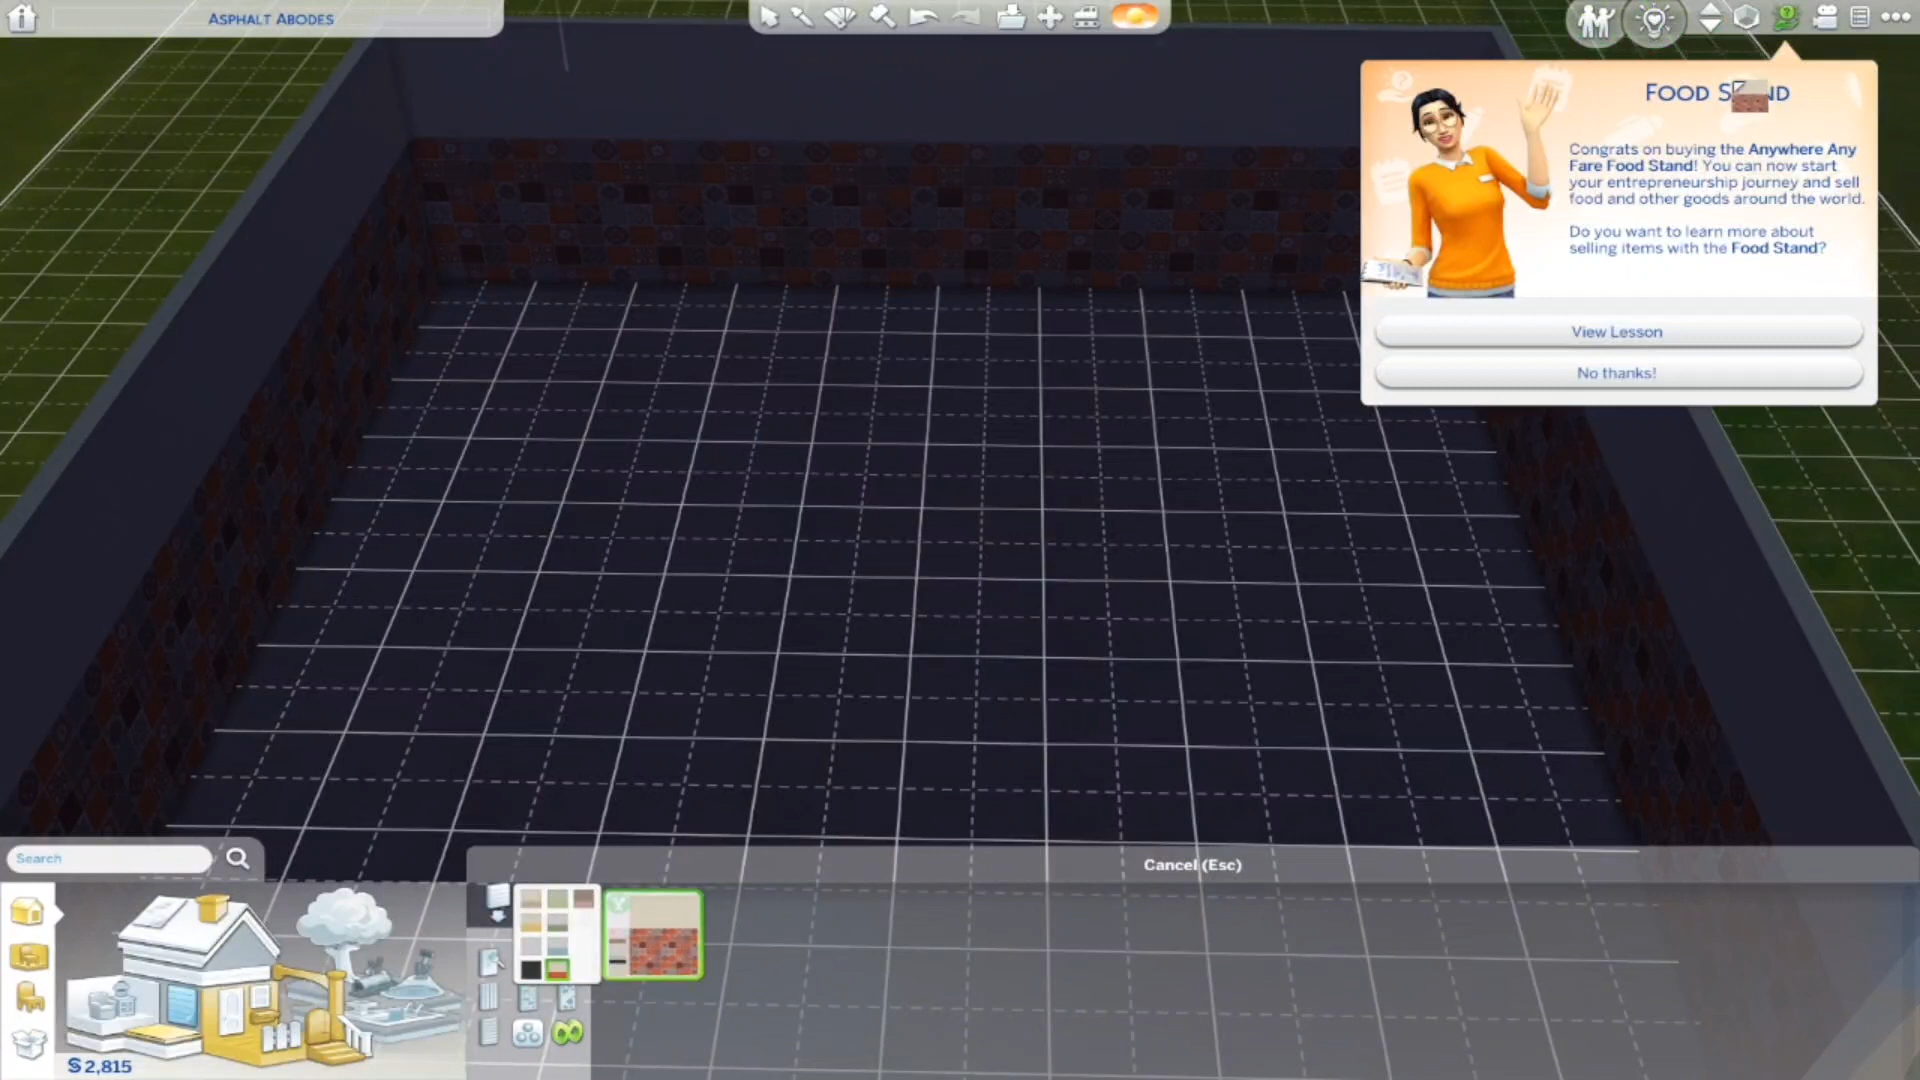 ASPHALT ABODES
FOOD STAND
Congrats on buying the Anywhere Any
Fare Food Stand! You can now start
your entrepreneurship journey and sell
food and other goods around the world.
Do you want to learn more about
selling items with the Food Stand?
View Lesson
No thanks!
Search
Cancel (Esc)
§2,815